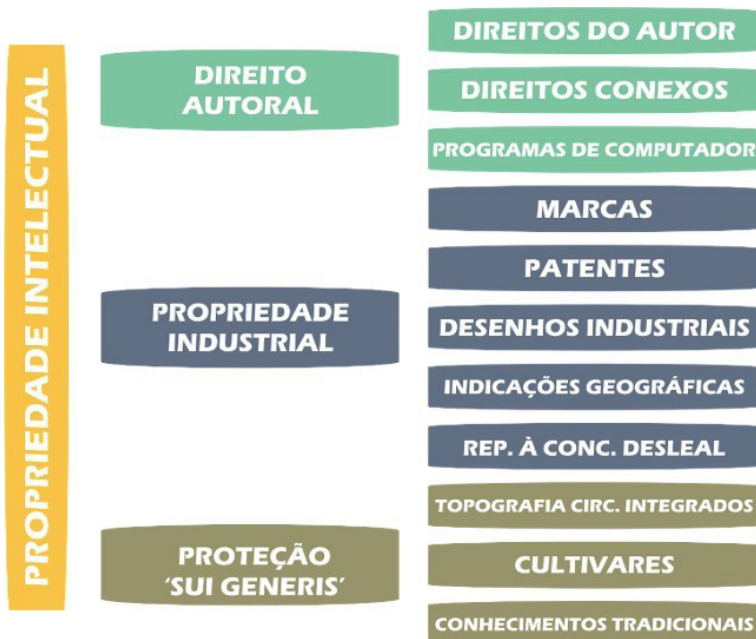 PROPRIEDADE INTELECTUAL
DIREITO
AUTORAL
DIREITOS DO AUTOR
DIREITOS CONEXOS
PROGRAMAS DE COMPUTADOR
PROPRIEDADE
INDUSTRIAL
MARCAS
PATENTES
DESENHOS INDUSTRIAIS
INDICAÇÕES GEOGRÁFICAS
REP. À CONC. DESLEAL
PROTEÇÃO
‘SUI GENERIS’
TOPOGRAFIA CIRC. INTEGRADOS
CULTIVARES
CONHECIMENTOS TRADICIONAIS